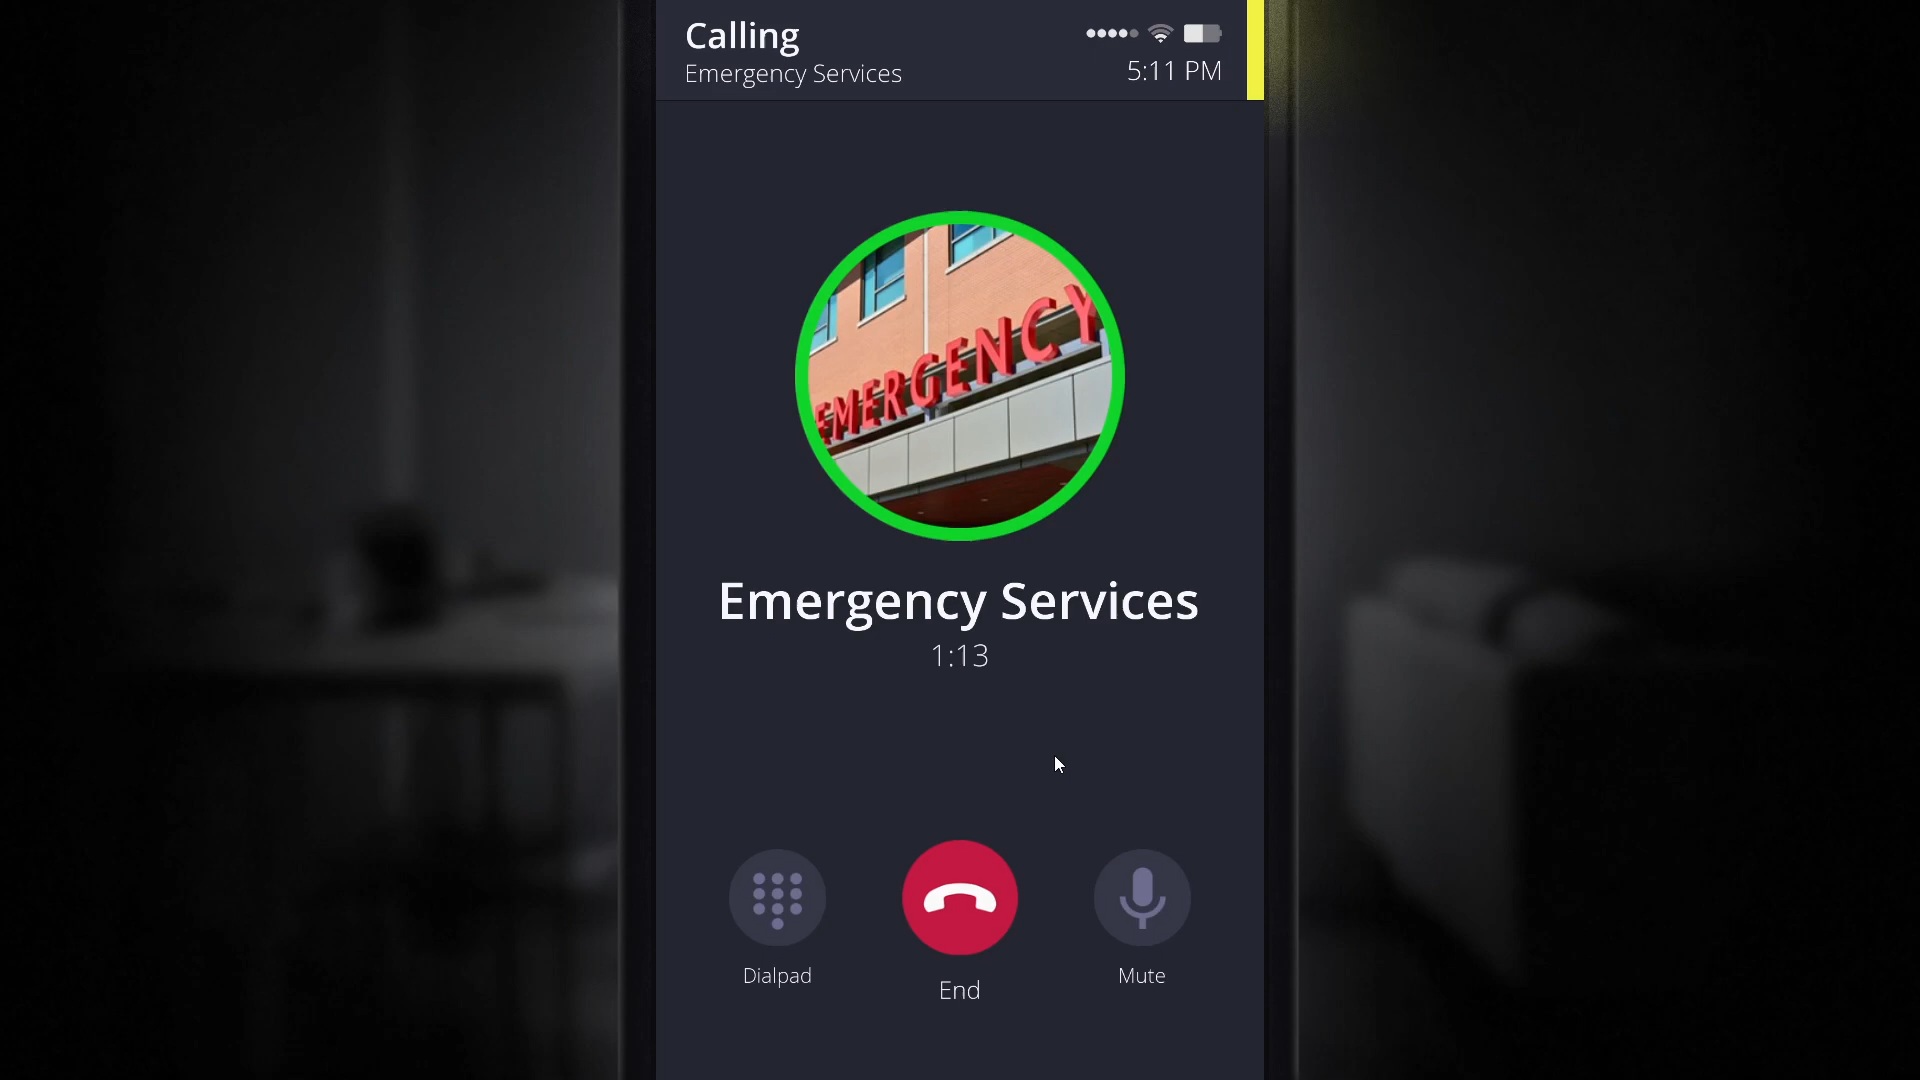 Calling
Emergency Services
5:11 PM
EMERGENCY
Emergency Services
1:13
Dialpad
End
Mute